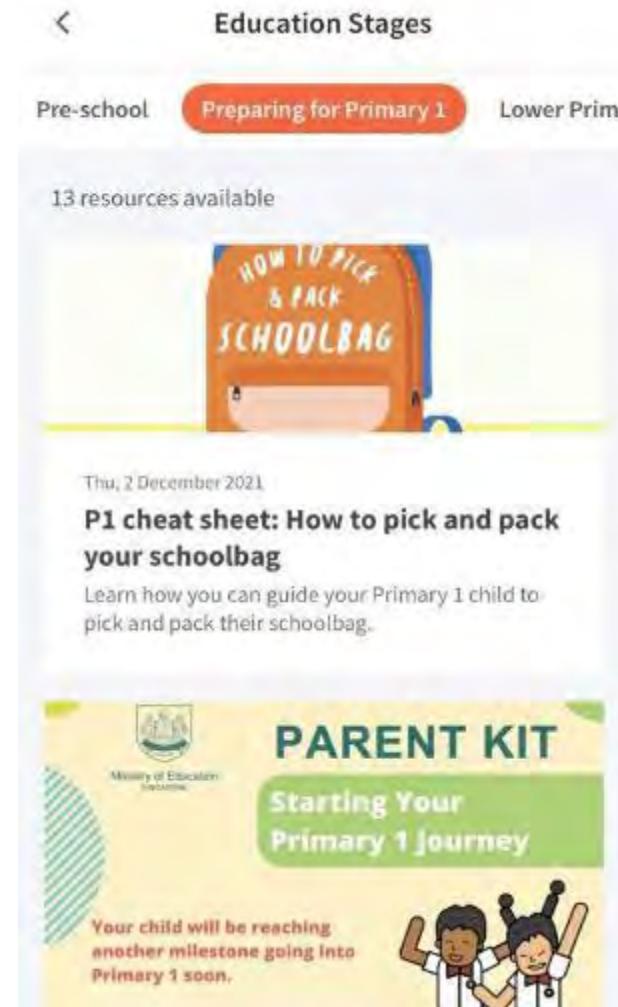 Education Stages
Pre-school Preparing for Primary 1 Lower Prim
13 resources available
HOW TO PICK
& PACK
SCHOOLBAG
Thu, 2 December 2021
P1 cheat sheet: How to pick and pack
your schoolbag
Learn how you can guide your Primary 1 child to
pick and pack their schoolbag.
Ministry of Education
SINGAPORE
PARENT KIT
Starting Your
Primary 1 Journey
Your child will be reaching
another milestone going into
Primary 1 soon.